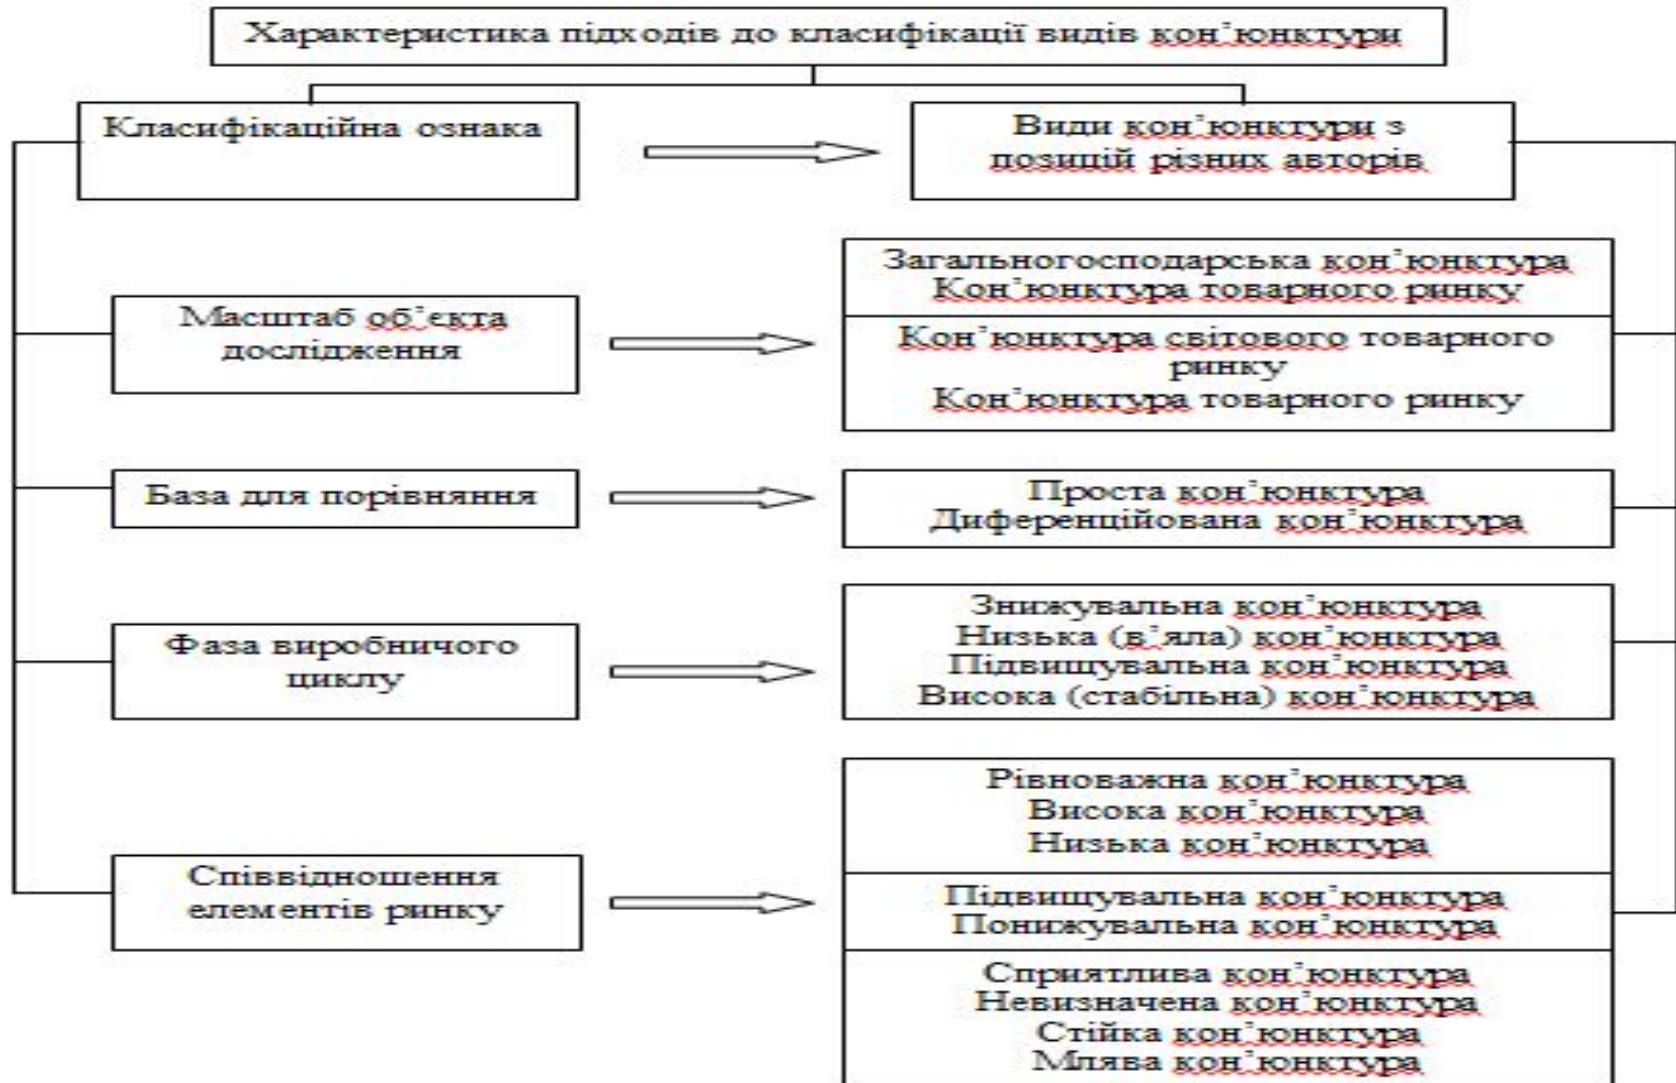 Характеристика підходів до класифікації видів кон’юнктури
Класифікаційна ознака
Види кон’юнктури з
позицій різних авторів
Масштаб об’єкта
дослідження
Загальногосподарська кон’юнктура
Кон’юнктура товарного ринку
Кон’юнктура світового товарного
ринку
Кон’юнктура товарного ринку
База для порівняння
Проста кон’юнктура
Диференційована кон’юнктура
Фаза виробничого
циклу
Знижувальна кон’юнктура
Низька (в’яла) кон’юнктура
Підвищувальна кон’юнктура
Висока (стабільна) кон’юнктура
Співвідношення
елементів ринку
Рівноважна кон’юнктура
Висока кон’юнктура
Низька кон’юнктура
Підвищувальна кон’юнктура
Понижувальна кон’юнктура
Сприятлива кон’юнктура
Невизначена кон’юнктура
Стійка кон’юнктура
Млява кон’юнктура